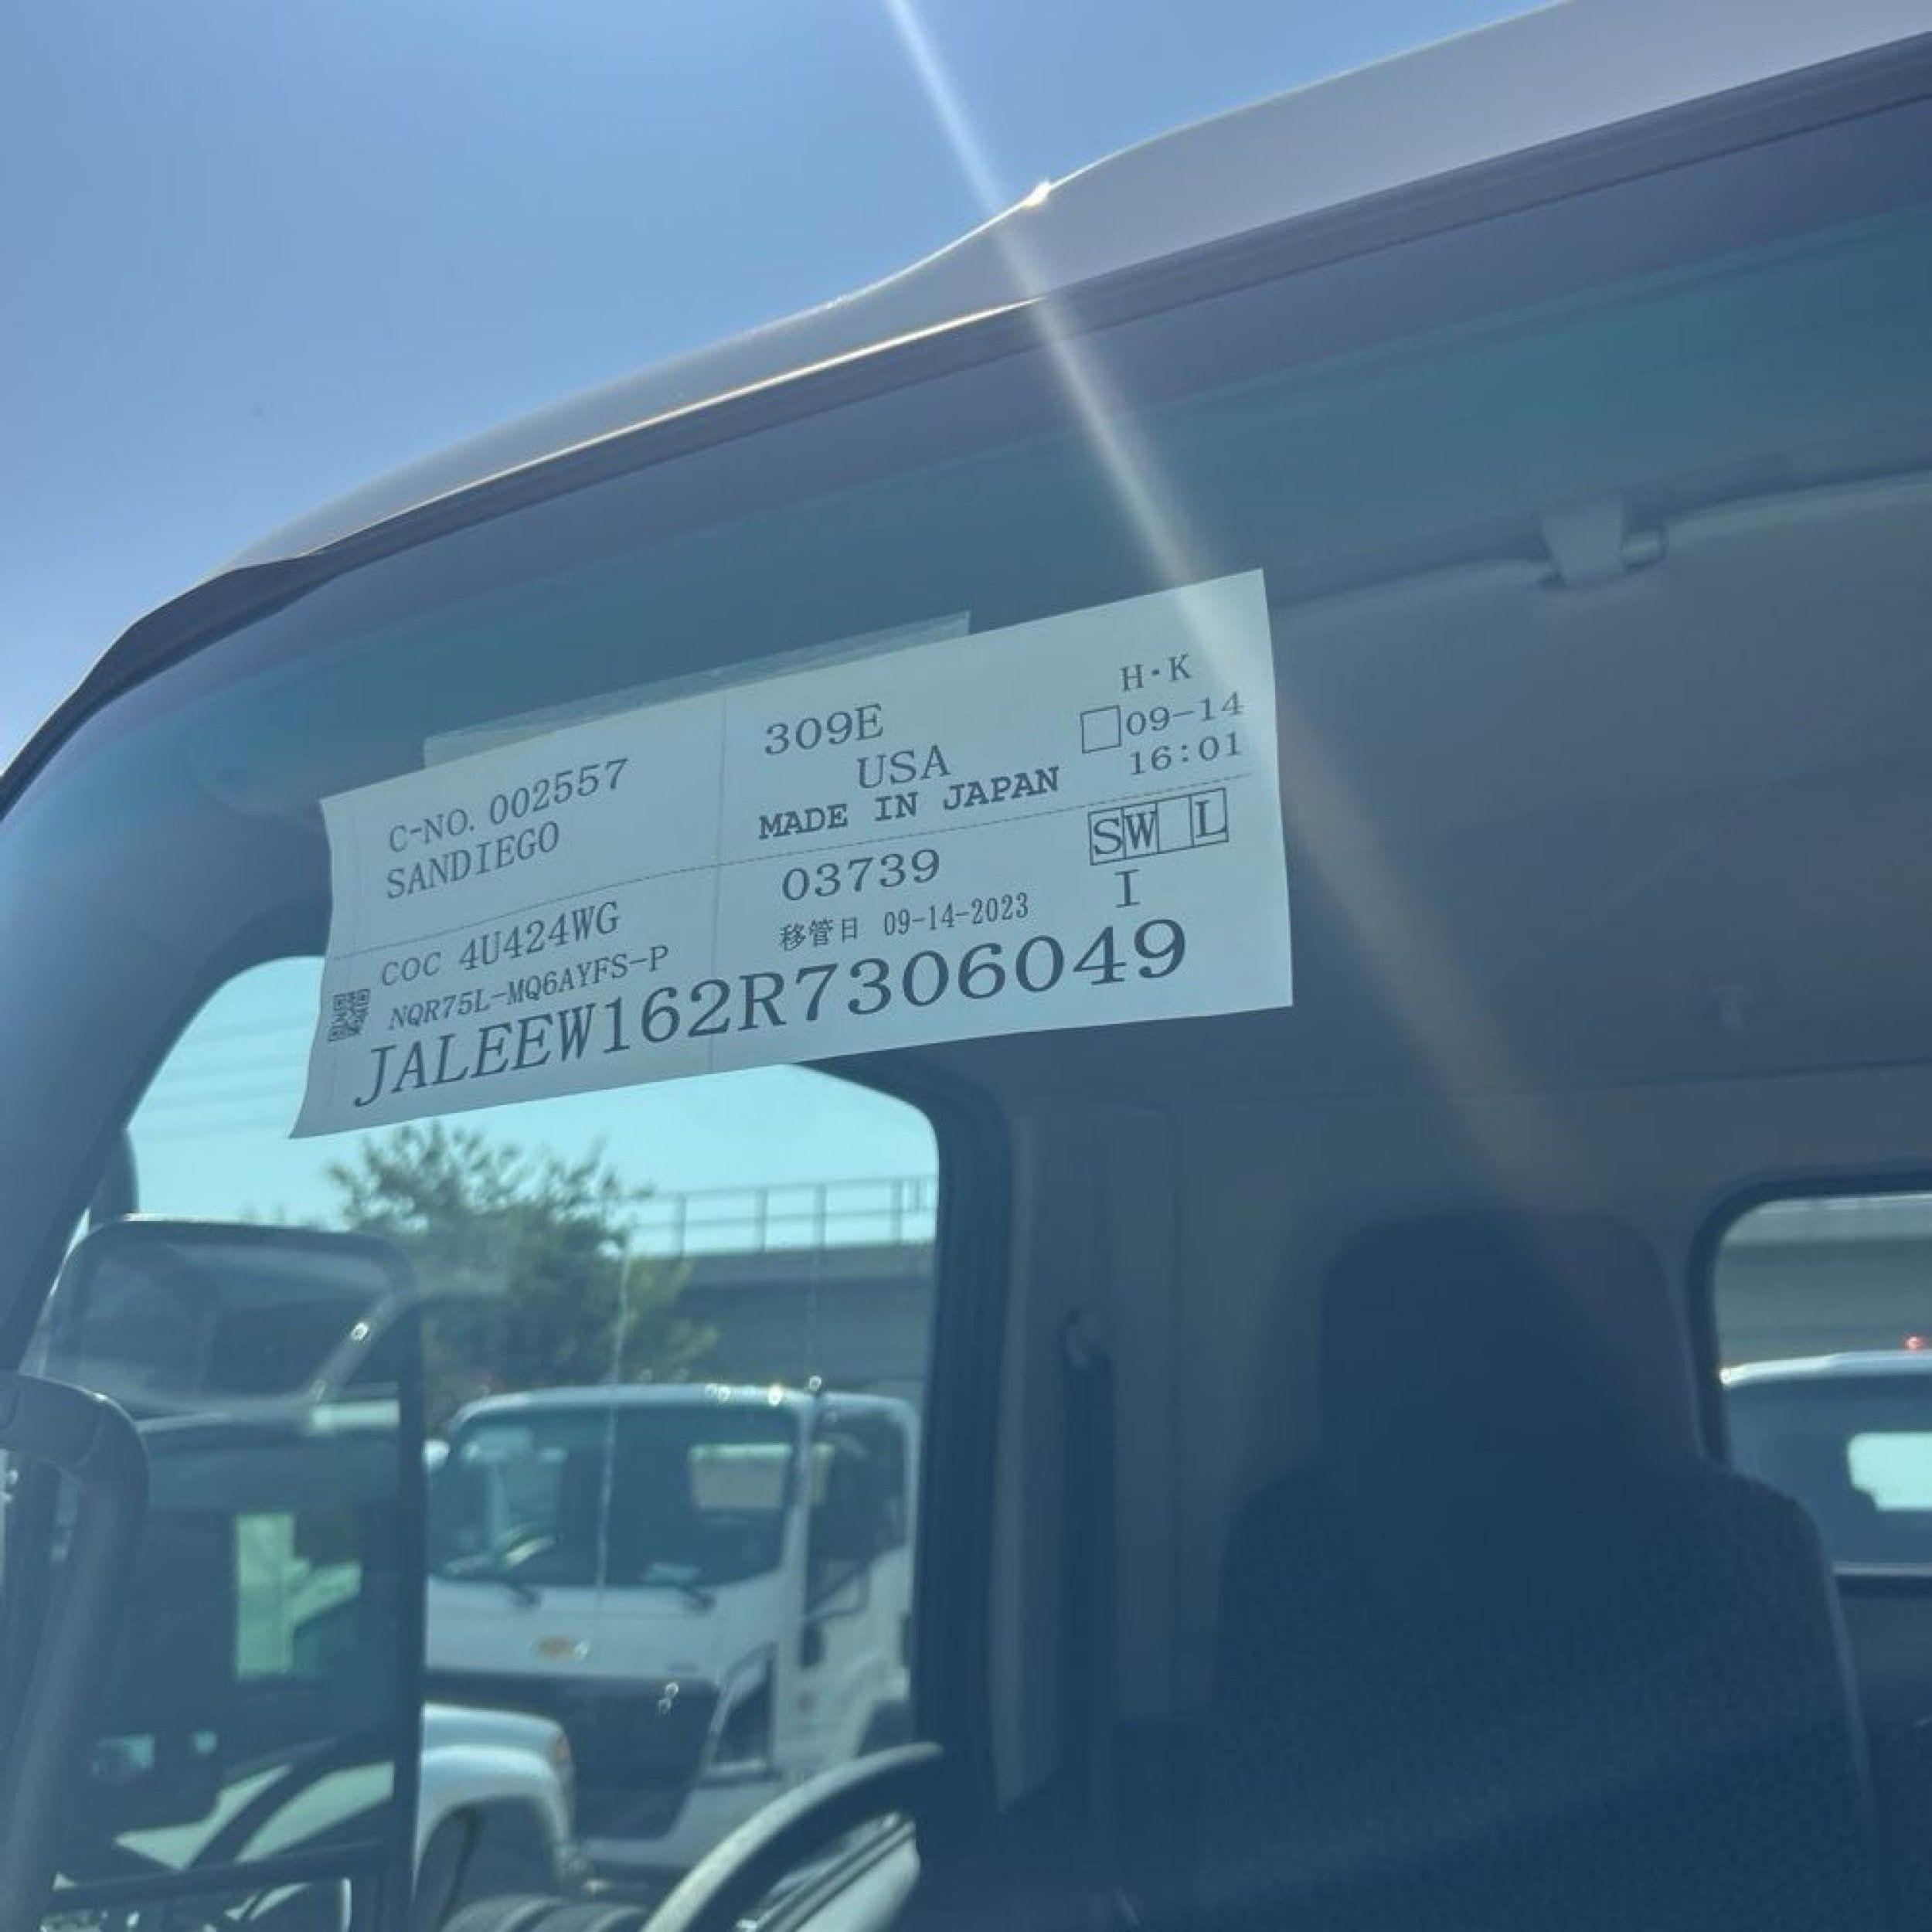 C-NO. 002557
SANDIEGO
309E
USA
MADE IN JAPAN
H・K
09-14
16:01
COC 4U424WG
NQR75L-MQ6AYFS-P
03739
移管日 09-14-2023
SW L
I
JALEEW162R7306049